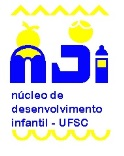 ndi
núcleo de
desenvolvimento
infantil - UFSC